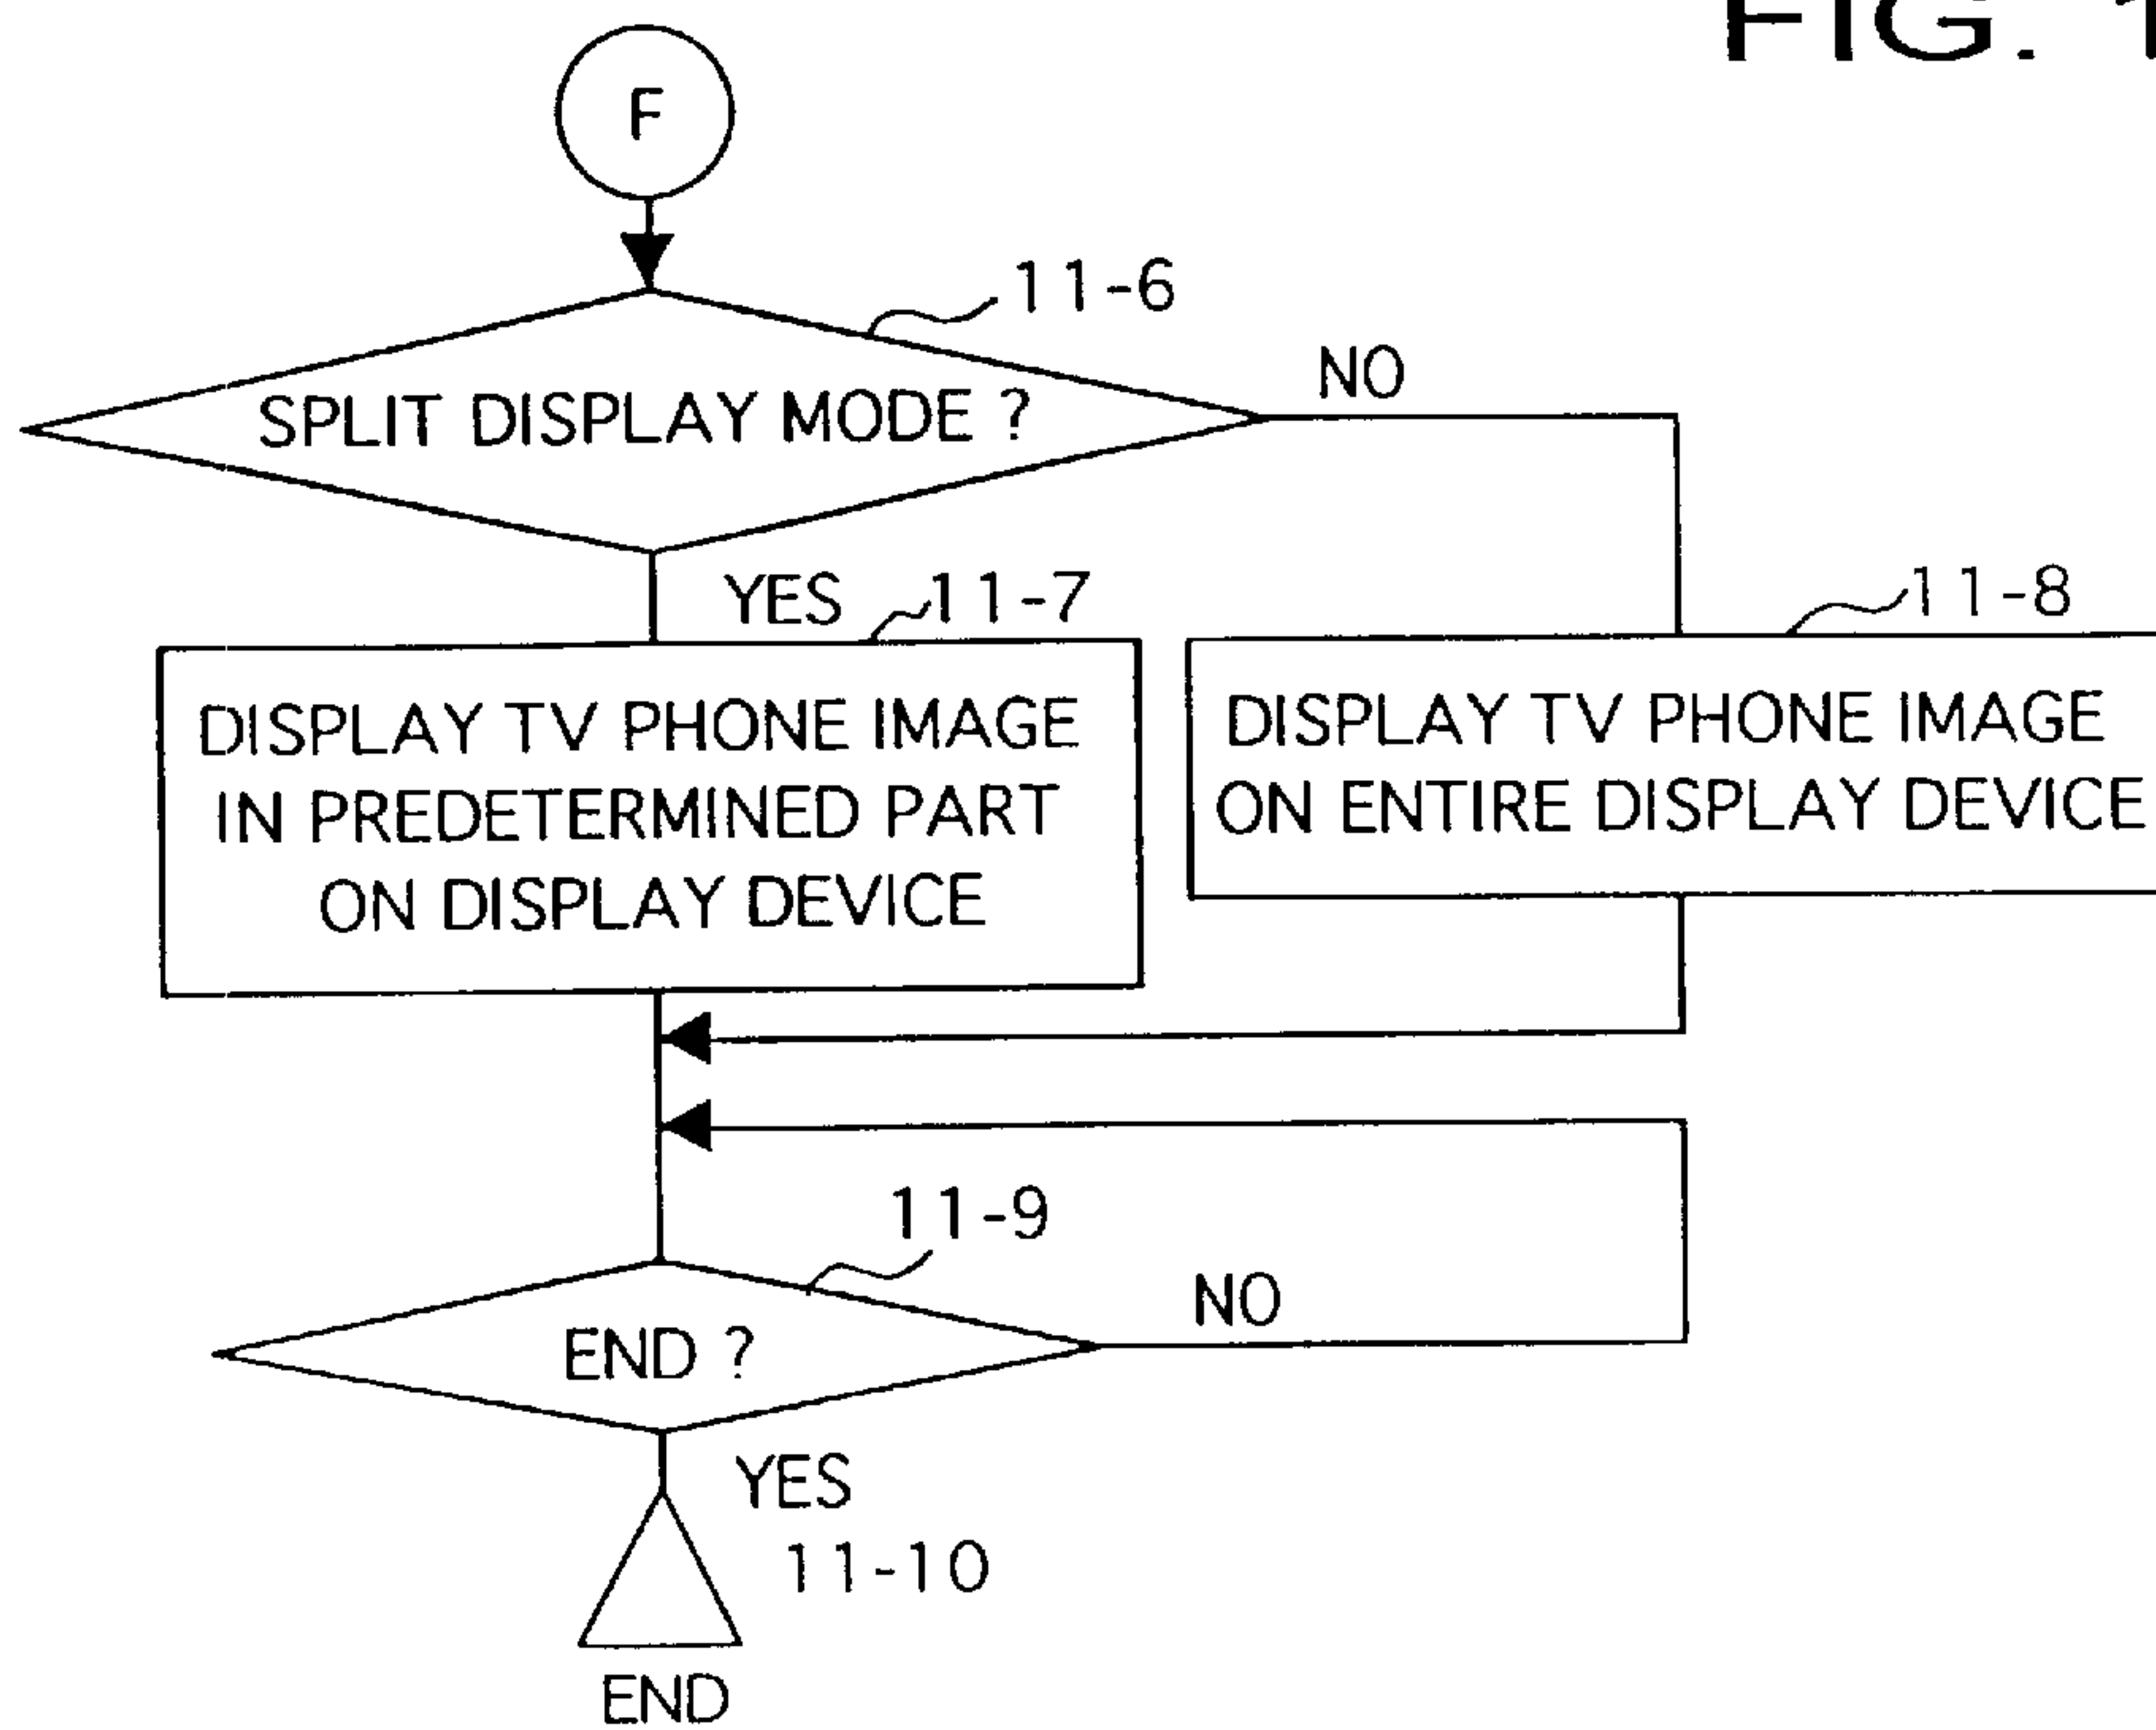 FIG. 1
F
11-6
SPLIT DISPLAY MODE ?
NO
YES
11-7
11-8
DISPLAY TV PHONE IMAGE
IN PREDETERMINED PART
ON DISPLAY DEVICE
DISPLAY TV PHONE IMAGE
ON ENTIRE DISPLAY DEVICE
11-9
END ?
NO
YES
11-10
END